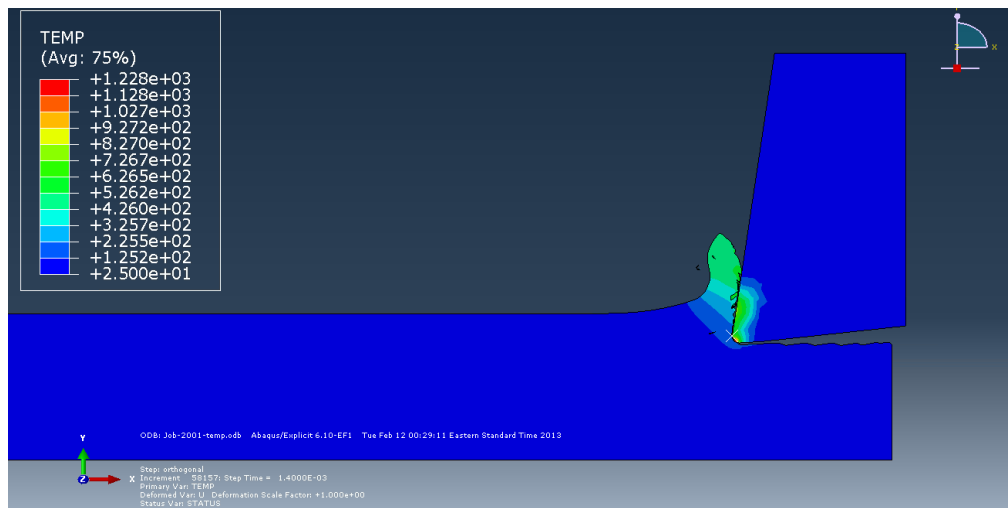 TEMP
(Avg: 75%)
+1.228e+03
+1.128e+03
+1.027e+03
+9.272e+02
+8.270e+02
+7.267e+02
+6.265e+02
+5.262e+02
+4.260e+02
+3.257e+02
+2.255e+02
+1.252e+02
+2.500e+01
Y
Z X
Y
Z X
ODB: Job-2001-temp.odb Abaqus/Explicit 6.10-EF1 Tue Feb 12 00:29:11 Eastern Standard Time 2013
Step: orthogonal
Increment 58157: Step Time = 1.4000E-03
Primary Var: TEMP
Deformed Var: U Deformation Scale Factor: +1.000e+00
Status Var: STATUS